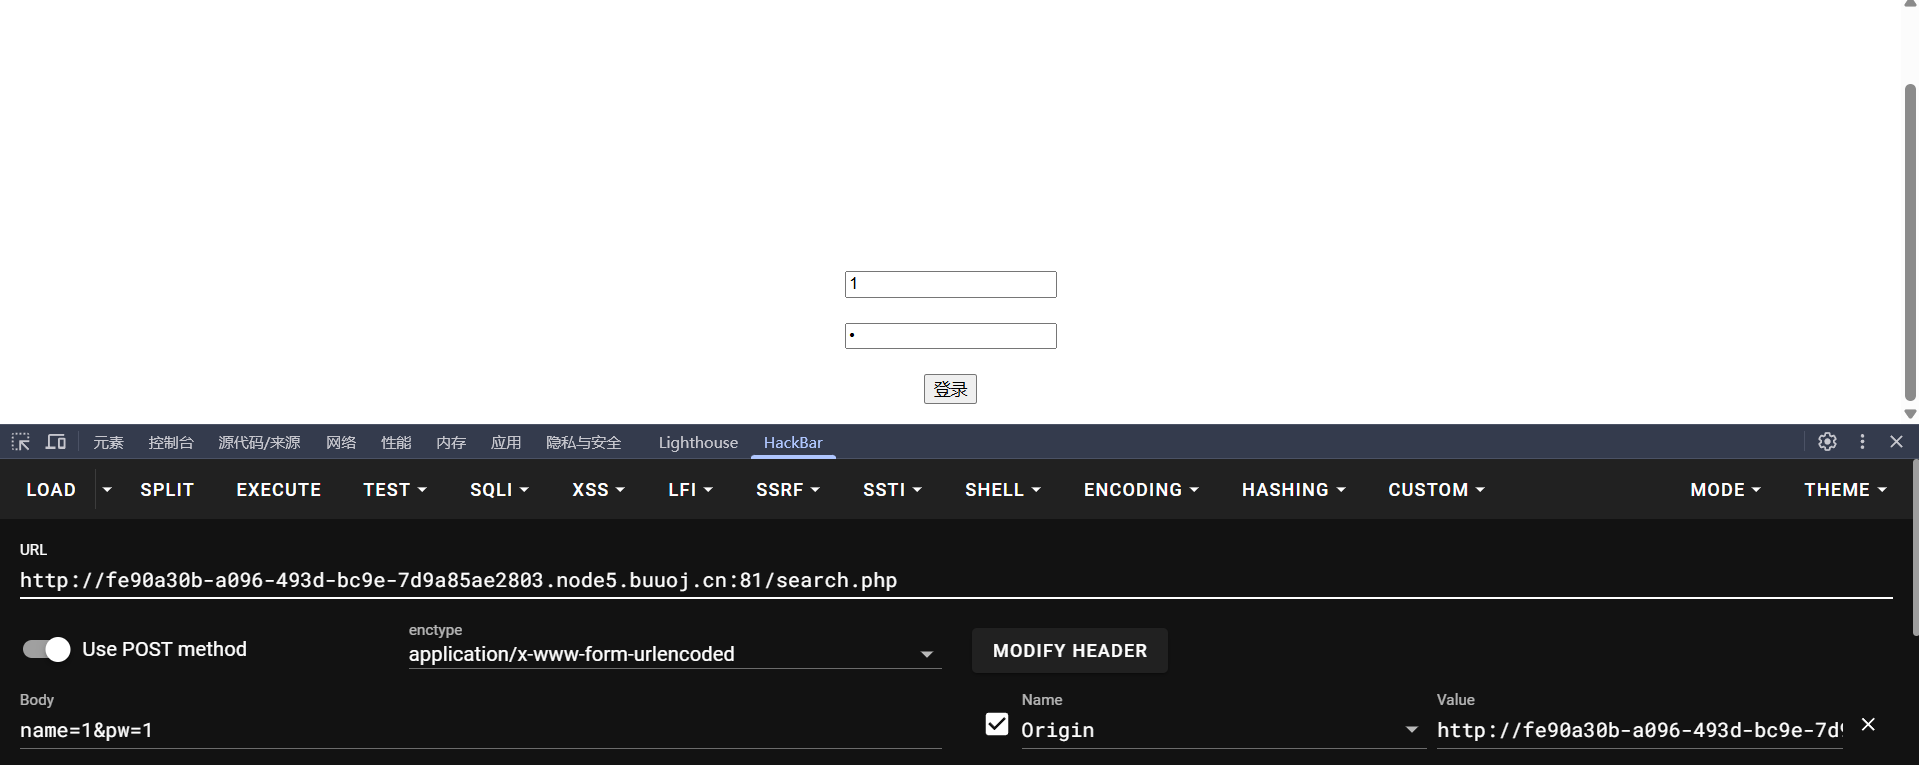 1
•
登录
元素 控制台 源代码/来源 网络 性能 内存 应用 隐私与安全 Lighthouse HackBar
LOAD SPLIT EXECUTE TEST SQLI XSS LFI SSRF SSTI SHELL ENCODING HASHING CUSTOM MODE THEME
URL
http://fe90a30b-a096-493d-bc9e-7d9a85ae2803.node5.buuoj.cn:81/search.php
Use POST method
enctype
application/x-www-form-urlencoded
MODIFY HEADER
Body
name=1&pw=1
Name
Origin
Value
http://fe90a30b-a096-493d-bc9e-7d9